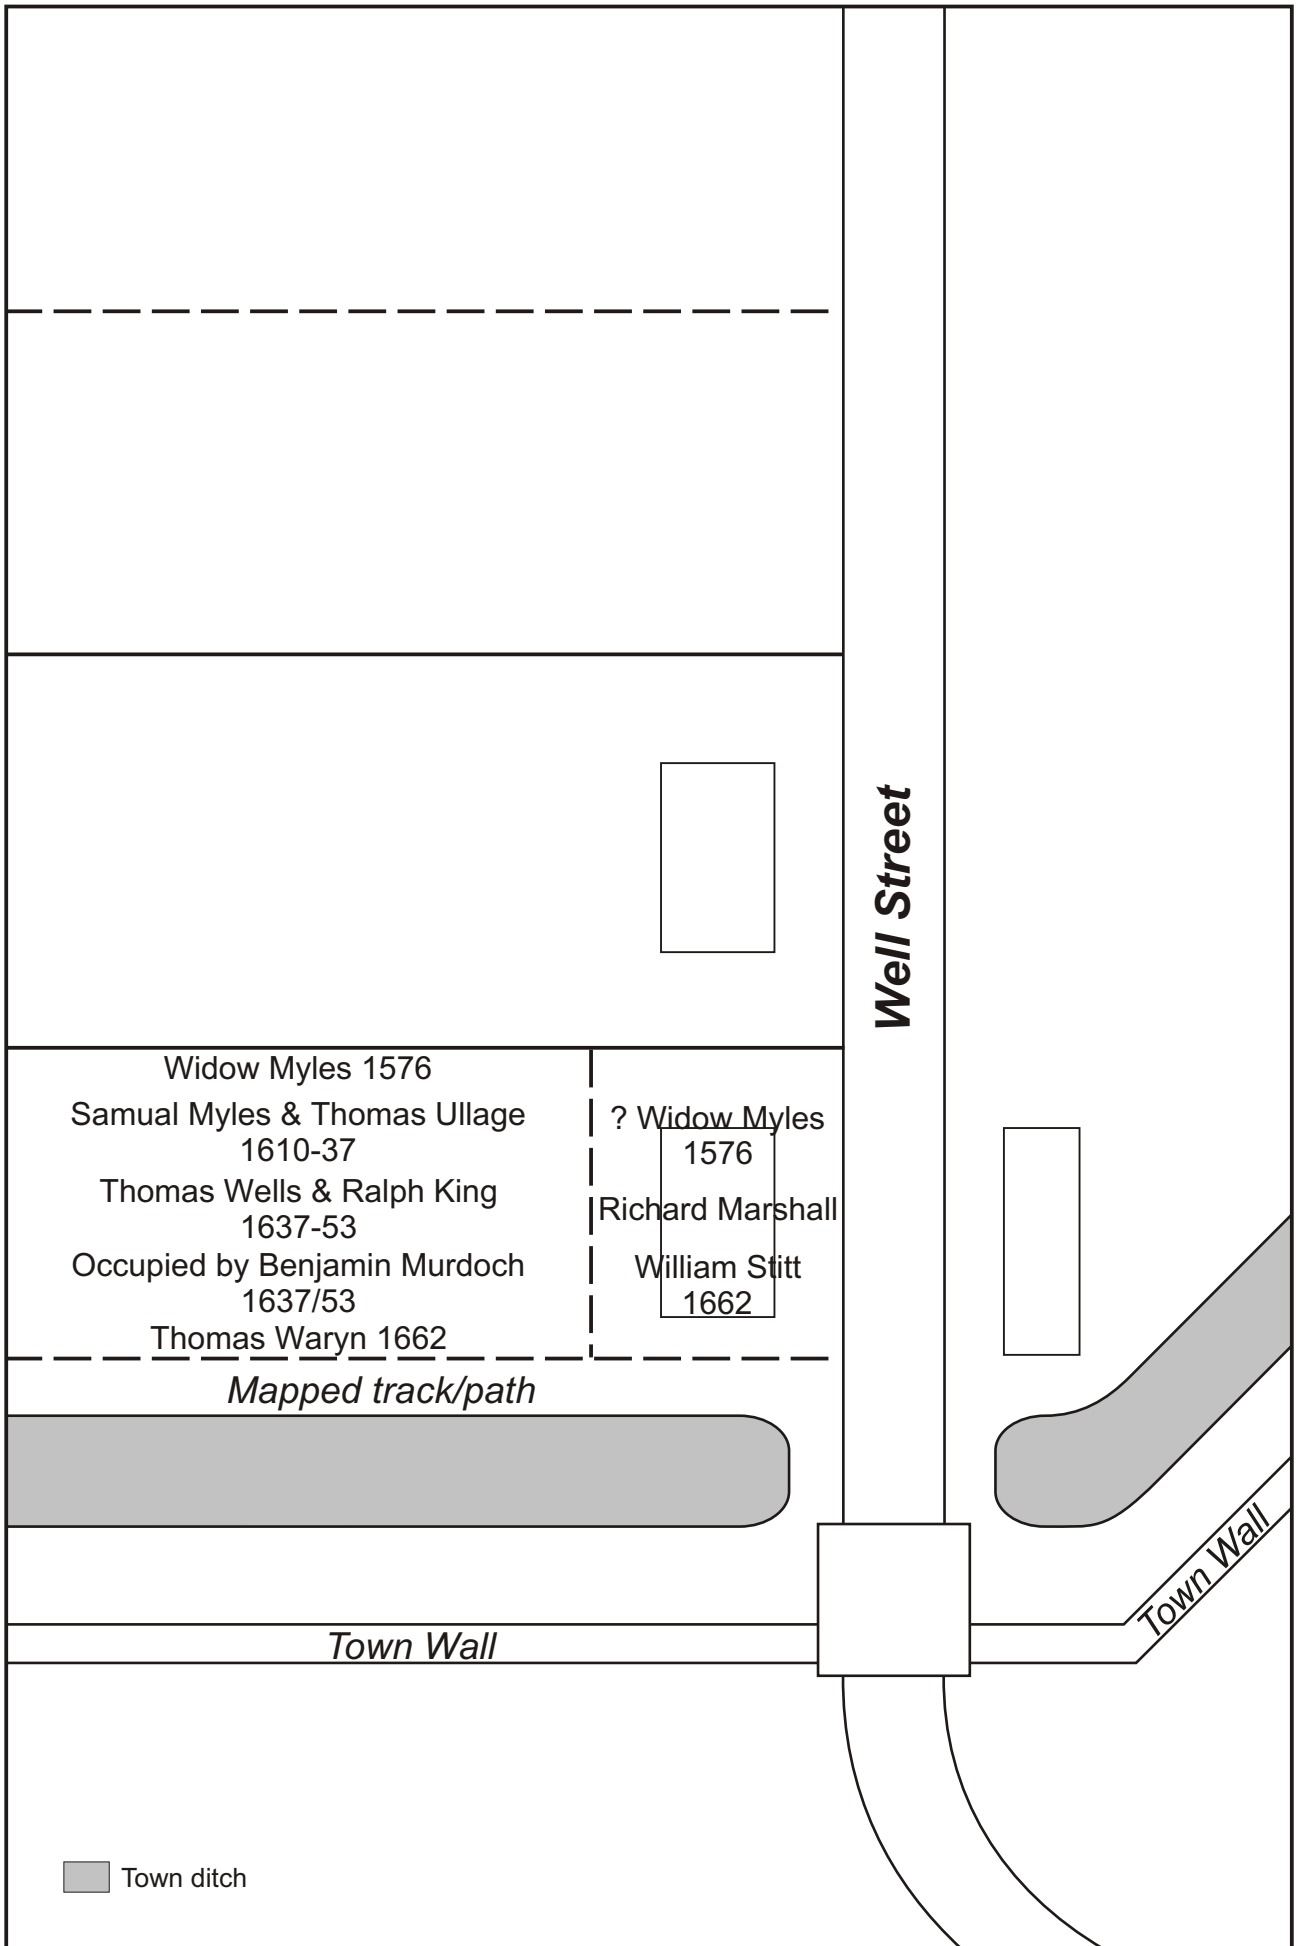 Well Street
Widow Myles 1576
Samual Myles & Thomas Ullage
1610-37
Thomas Wells & Ralph King
1637-53
Occupied by Benjamin Murdoch
1637/53
Thomas Waryn 1662
? Widow Myles
1576
Richard Marshall
William Stitt
1662
Mapped track/path
Town Wall
Town Wall
Town ditch